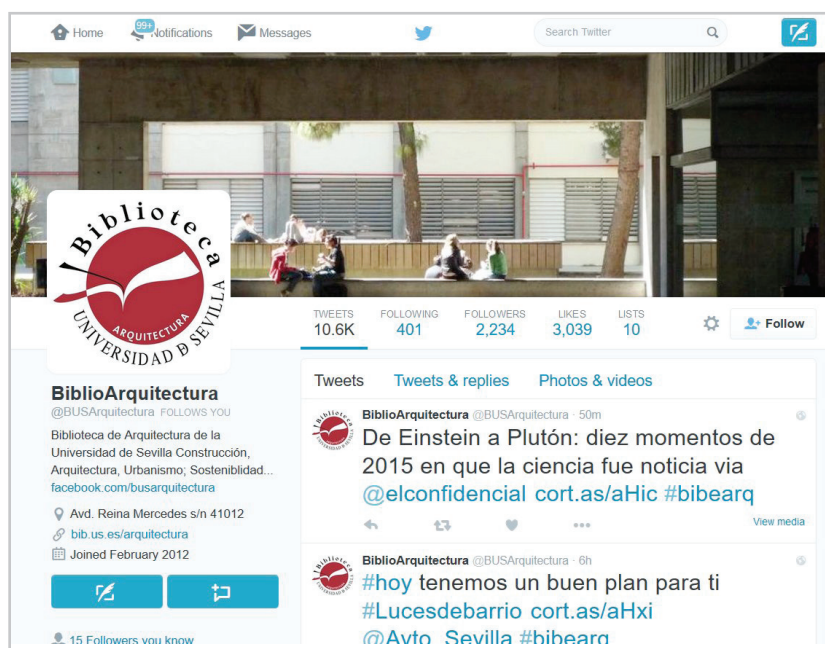 Home
99+
Notifications
Messages
Search Twitter
Biblioteca
ARQUITECTURA
UNIVERSIDAD D SEVILLA
TWEETS FOLLOWING FOLLOWERS LIKES LISTS
10.6K 401 2,234 3,039 10
Follow
BiblioArquitectura
@BUSArquitectura FOLLOWS YOU
Biblioteca de Arquitectura de la
Universidad de Sevilla Construcción,
Arquitectura, Urbanismo; Sosteniblidad...
facebook.com/busarquitectura
Avd. Reina Mercedes s/n 41012
bib.us.es/arquitectura
Joined February 2012
15 Followers you know
Tweets Tweets & replies Photos & videos
BiblioArquitectura @BUSArquitectura · 50m
De Einstein a Plutón: diez momentos de
2015 en que la ciencia fue noticia via
@elconfidencial cort.as/aHic #bibearq
View media
BiblioArquitectura @BUSArquitectura · 6h
#hoy tenemos un buen plan para ti
#Lucesdebarrio cort.as/aHxi
@Ayto_Sevilla #bibearq